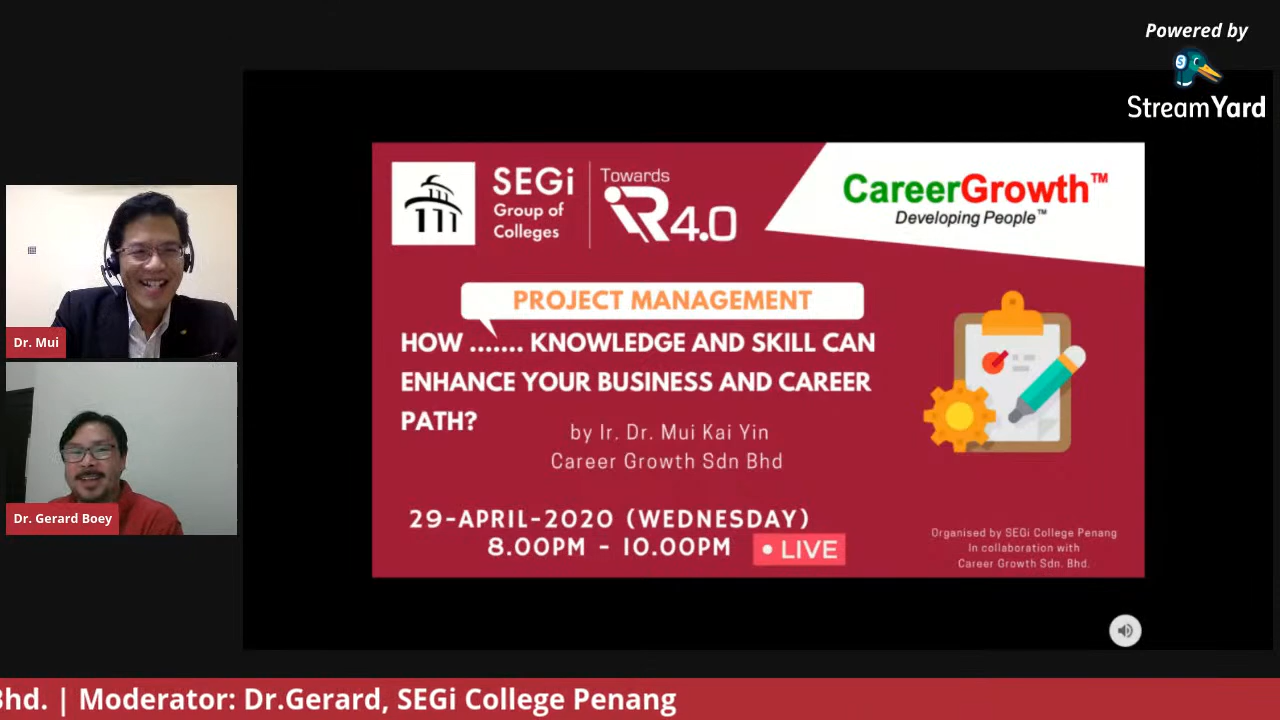 Powered by
StreamYard
SEGi
Group of
Colleges
Towards
iR4.0
CareerGrowth™
Developing People™
PROJECT MANAGEMENT
HOW ....... KNOWLEDGE AND SKILL CAN
ENHANCE YOUR BUSINESS AND CAREER
PATH?
by Ir. Dr. Mui Kai Yin
Career Growth Sdn Bhd
29-APRIL-2020 (WEDNESDAY)
8.00PM - 10.00PM
• LIVE
Organised by SEGi College Penang
In collaboration with
Career Growth Sdn. Bhd.
Dr. Mui
Dr. Gerard Boey
Bhd. | Moderator: Dr.Gerard, SEGi College Penang